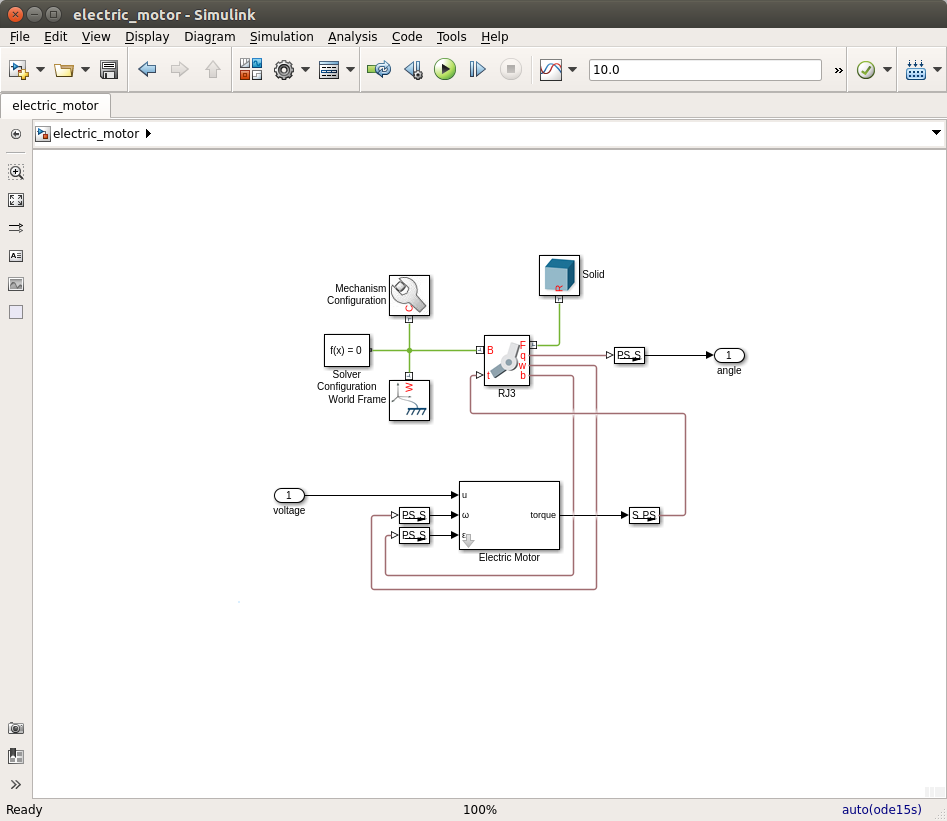 electric_motor - Simulink
File Edit View Display Diagram Simulation Analysis Code Tools Help
10.0 »
electric_motor
electric_motor
Mechanism
Configuration
C
Solid
R
f(x) = 0
Solver
Configuration
World Frame
W
B
t
F
q
w
b
RJ3
PS S
1
angle
1
voltage
u
ω
ε
torque
Electric Motor
PS S
PS S
S PS
Ready
100%
auto(ode15s)